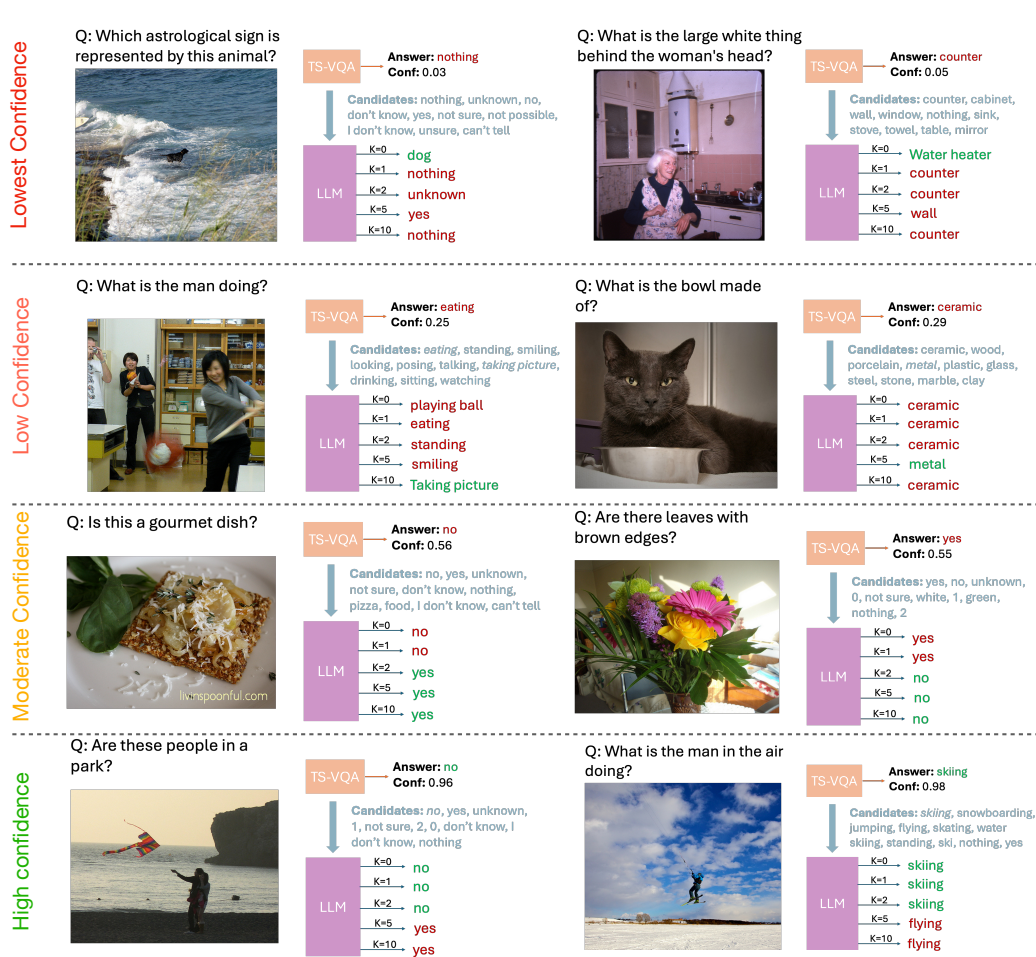 Lowest Confidence
Q: Which astrological sign is
represented by this animal?
TS-VQA
Answer: nothing
Conf: 0.03
Candidates: nothing, unknown, no,
don't know, yes, not sure, not possible,
I don't know, unsure, can't tell
LLM
K=0 dog
K=1 nothing
K=2 unknown
K=5 yes
K=10 nothing
Q: What is the large white thing
behind the woman's head?
TS-VQA
Answer: counter
Conf: 0.05
Candidates: counter, cabinet,
wall, window, nothing, sink,
stove, towel, table, mirror
LLM
K=0 Water heater
K=1 counter
K=2 counter
K=5 wall
K=10 counter
Low Confidence
Q: What is the man doing?
TS-VQA
Answer: eating
Conf: 0.25
Candidates: eating, standing, smiling,
looking, posing, talking, taking picture,
drinking, sitting, watching
LLM
K=0 playing ball
K=1 eating
K=2 standing
K=5 smiling
K=10 Taking picture
Q: What is the bowl made
of?
TS-VQA
Answer: ceramic
Conf: 0.29
Candidates: ceramic, wood,
porcelain, metal, plastic, glass,
steel, stone, marble, clay
LLM
K=0 ceramic
K=1 ceramic
K=2 ceramic
K=5 metal
K=10 ceramic
Moderate Confidence
Q: Is this a gourmet dish?
livinspoonful.com
TS-VQA
Answer: no
Conf: 0.56
Candidates: no, yes, unknown,
not sure, don't know, nothing,
pizza, food, I don't know, can't tell
LLM
K=0 no
K=1 no
K=2 yes
K=5 yes
K=10 yes
Q: Are there leaves with
brown edges?
TS-VQA
Answer: yes
Conf: 0.55
Candidates: yes, no, unknown,
0, not sure, white, 1, green,
nothing, 2
LLM
K=0 yes
K=1 yes
K=2 no
K=5 no
K=10 no
High confidence
Q: Are these people in a
park?
TS-VQA
Answer: no
Conf: 0.96
Candidates: no, yes, unknown,
1, not sure, 2, 0, don't know, I
don't know, nothing
LLM
K=0 no
K=1 no
K=2 no
K=5 yes
K=10 yes
Q: What is the man in the air
doing?
TS-VQA
Answer: skiing
Conf: 0.98
Candidates: skiing, snowboarding,
jumping, flying, skating, water
skiing, standing, ski, nothing, yes
LLM
K=0 skiing
K=1 skiing
K=2 skiing
K=5 flying
K=10 flying